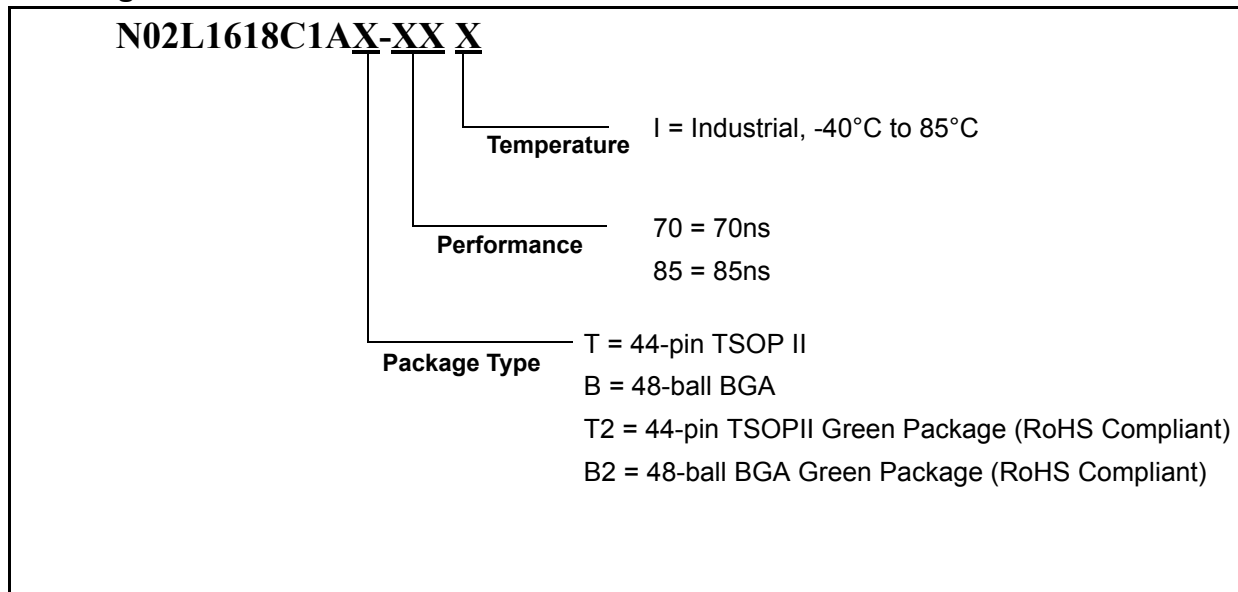 N02L1618C1AX-XX X
Temperature
I = Industrial, -40°C to 85°C
Performance
70 = 70ns
85 = 85ns
Package Type
T = 44-pin TSOP II
B = 48-ball BGA
T2 = 44-pin TSOPII Green Package (RoHS Compliant)
B2 = 48-ball BGA Green Package (RoHS Compliant)